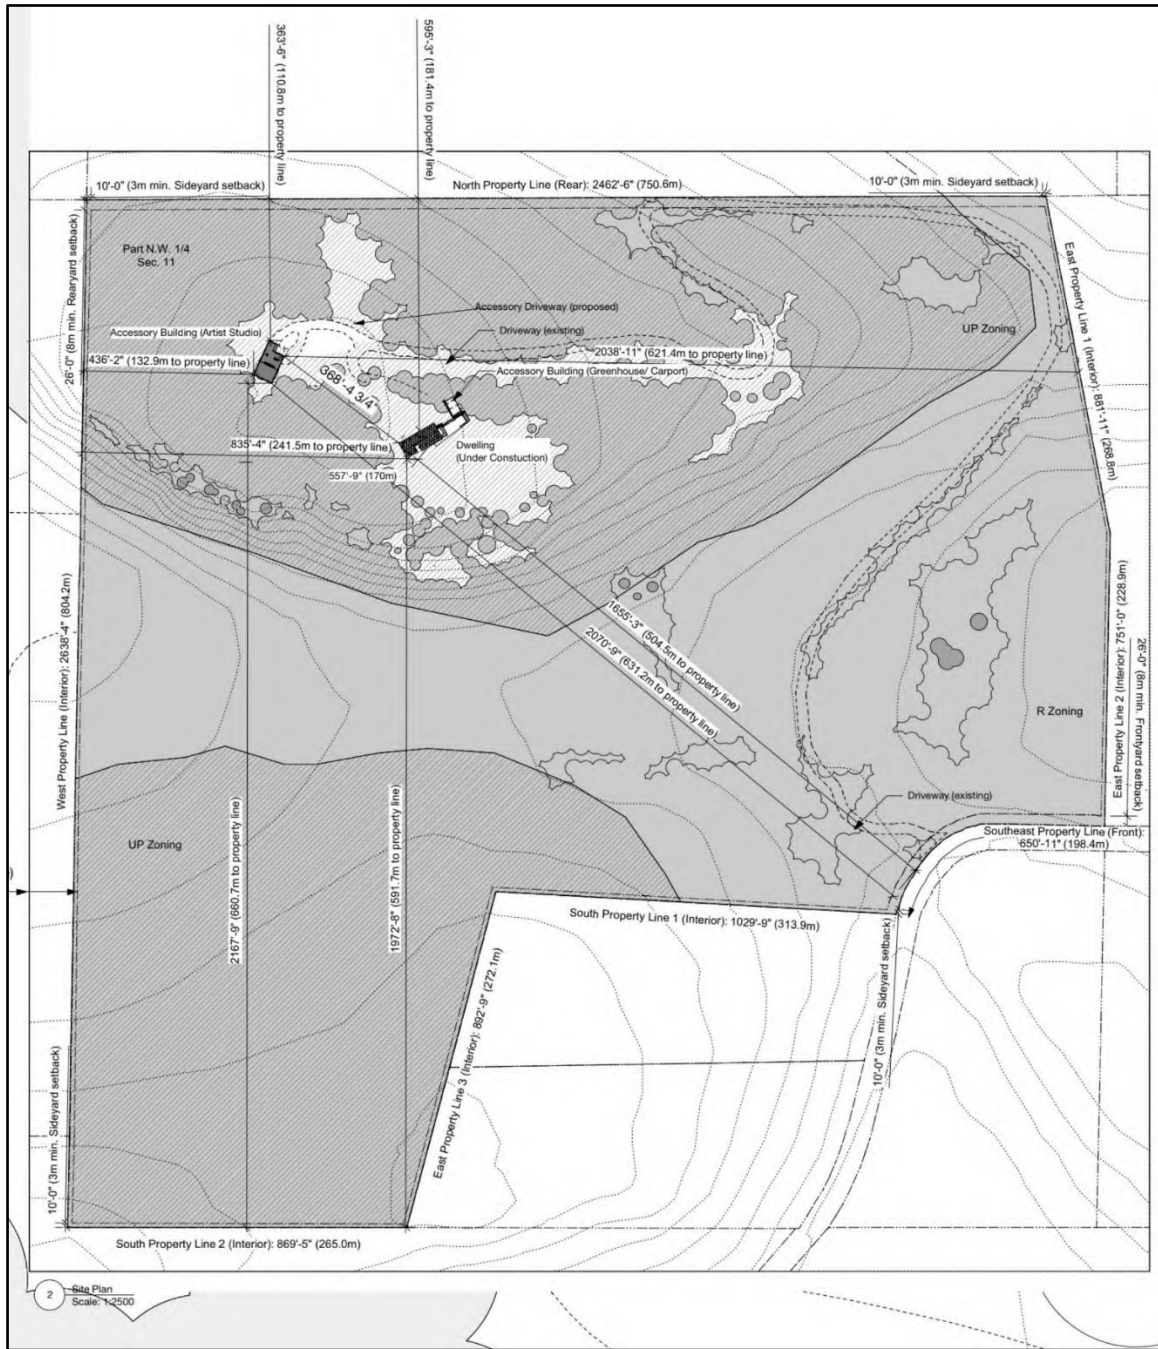 363'-6" (110.8m to property line)
595'-3" (181.4m to property line)
10'-0" (3m min. Sideyard setback)
North Property Line (Rear): 2462'-6" (750.6m)
10'-0" (3m min. Sideyard setback)
26'-0" (8m min. Rearyard setback)
Part N.W. 1/4
Sec. 11
East Property Line 1 (Interior): 881'-11" (268.8m)
Accessory Driveway (proposed)
Accessory Building (Artist Studio)
Driveway (existing)
UP Zoning
436'-2" (132.9m to property line)
2038'-11" (621.4m to property line)
368'-4 3/4"
Accessory Building (Greenhouse/ Carport)
835'-4" (241.5m to property line)
Dwelling
(Under Constuction)
557'-9" (170m)
West Property Line (Interior): 2638'-4" (804.2m)
1655'-3" (504.5m to property line)
2070'-9" (631.2m to property line)
East Property Line 2 (Interior): 751'-0" (228.9m)
26'-0" (8m min. Frontyard setback)
R Zoning
Driveway (existing)
Southeast Property Line (Front):
650'-11" (198.4m)
UP Zoning
2167'-9" (660.7m to property line)
1972'-8" (591.7m to property line)
South Property Line 1 (Interior): 1029'-9" (313.9m)
East Property Line 3 (Interior): 892'-9" (272.1m)
10'-0" (3m min. Sideyard setback)
10'-0" (3m min. Sideyard setback)
South Property Line 2 (Interior): 869'-5" (265.0m)
2
Site Plan
Scale: 1:2500